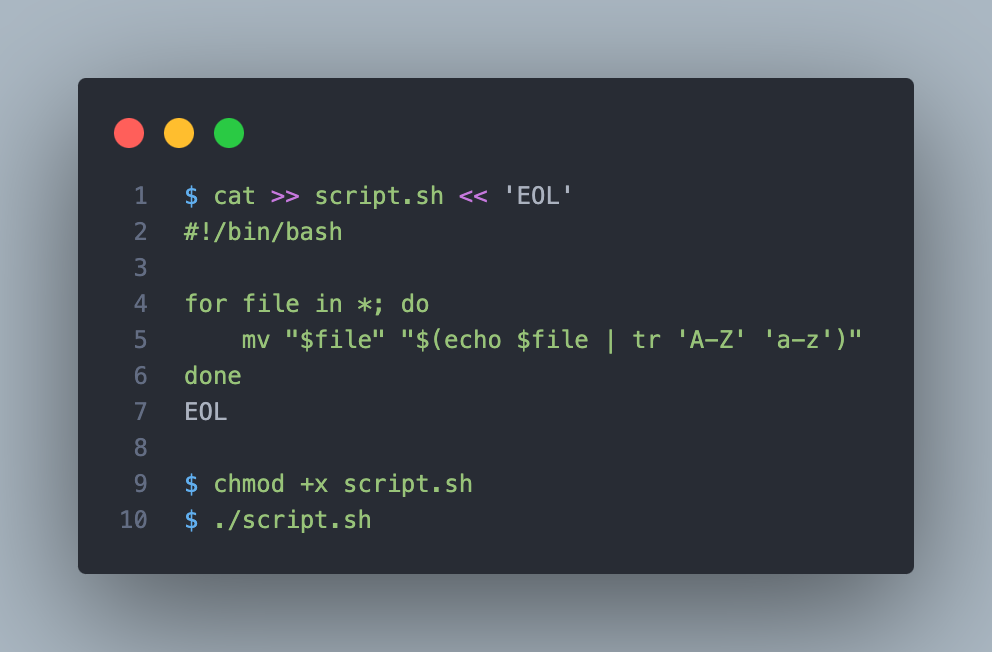 1 $ cat >> script.sh << 'EOL'
2 #!/bin/bash
3
4 for file in *; do
5     mv "$file" "$(echo $file | tr 'A-Z' 'a-z')"
6 done
7 EOL
8
9 $ chmod +x script.sh
10 $ ./script.sh